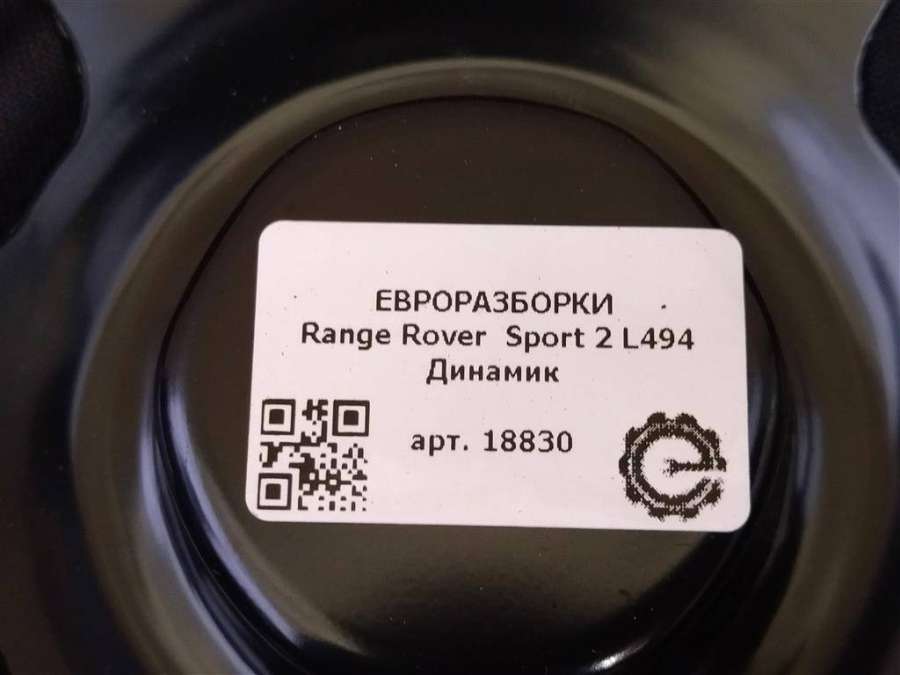 ЕВРОРАЗБОРКИ
Range Rover Sport 2 L494
Динамик
арт. 18830